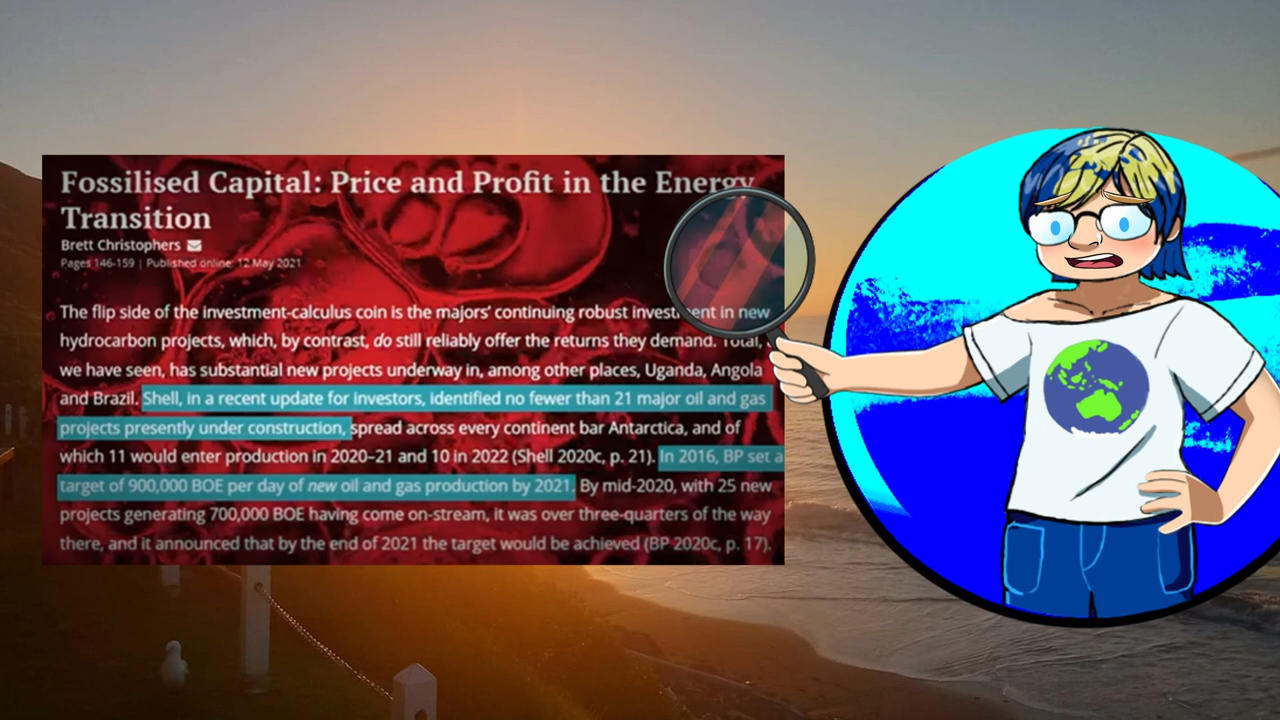 Fossilised Capital: Price and Profit in the Energy
Transition
Brett Christophers
Pages 146-159 | Published online: 12 May 2021
The flip side of the investment-calculus coin is the majors' continuing robust investment in new
hydrocarbon projects, which, by contrast, do still reliably offer the returns they demand. Total,
we have seen, has substantial new projects underway in, among other places, Uganda, Angola
and Brazil. Shell, in a recent update for investors, identified no fewer than 21 major oil and gas
projects presently under construction, spread across every continent bar Antarctica, and of
which 11 would enter production in 2020–21 and 10 in 2022 (Shell 2020c, p. 21). In 2016, BP set a
target of 900,000 BOE per day of new oil and gas production by 2021. By mid-2020, with 25 new
projects generating 700,000 BOE having come on-stream, it was over three-quarters of the way
there, and it announced that by the end of 2021 the target would be achieved (BP 2020c, p. 17).